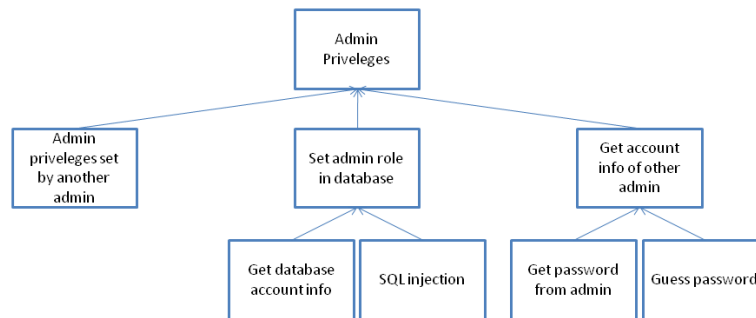 Admin
Priveleges
Admin
priveleges set
by another
admin
Set admin role
in database
Get account
info of other
admin
Get database
account info
SQL injection
Get password
from admin
Guess password